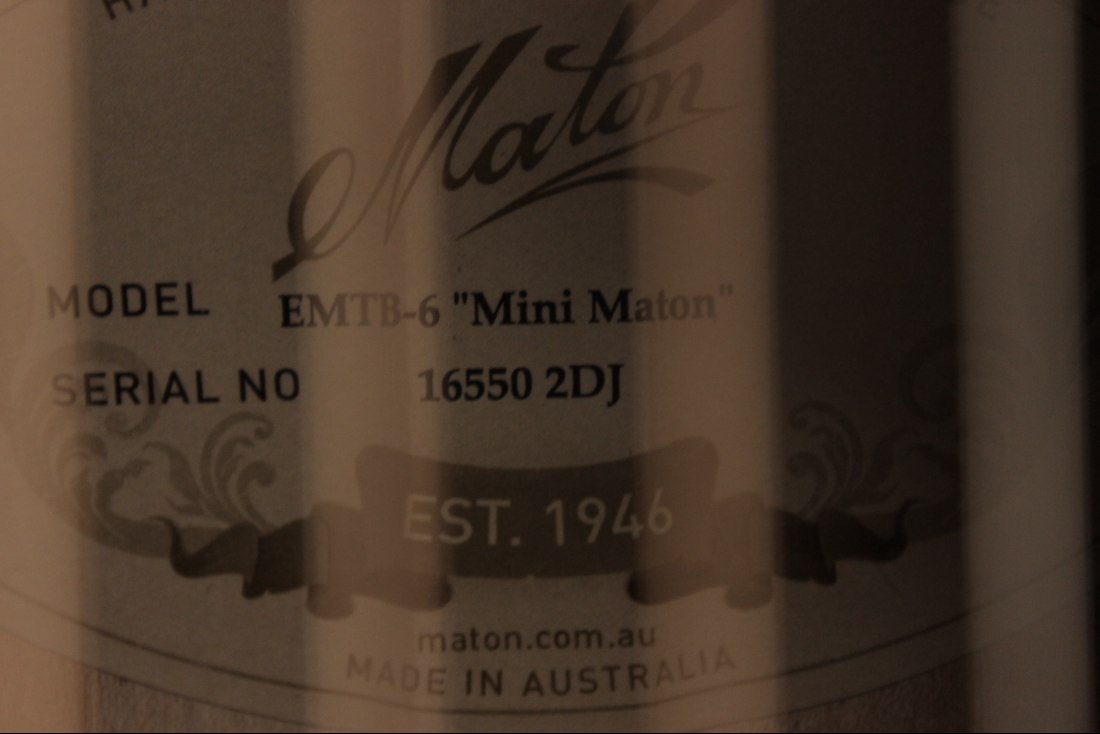 Maton
MODEL EMTB-6 "Mini Maton"
SERIAL NO 16550 2DJ
EST. 1946
maton.com.au
MADE IN AUSTRALIA